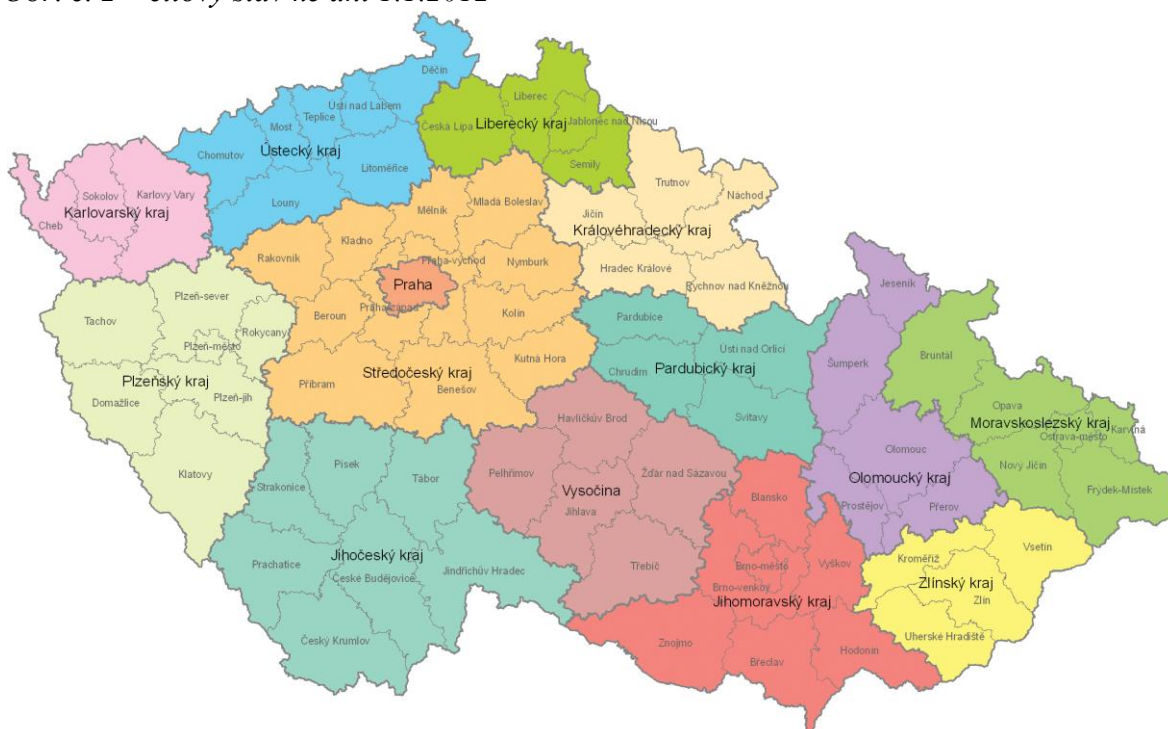 1.1.2012
Děčín
Ústí nad Labem
Teplice
Most
Chomutov
Ústecký kraj
Litoměřice
Louny
Liberec
Česká Lípa
Liberecký kraj
Jablonec nad Nisou
Semily
Sokolov
Karlovy Vary
Karlovarský kraj
Cheb
Trutnov
Náchod
Jičín
Královéhradecký kraj
Hradec Králové
Rychnov nad Kněžnou
Mělník
Mladá Boleslav
Kladno
Rakovník
Praha-východ
Nymburk
Praha
Beroun
Praha-západ
Kolín
Kutná Hora
Příbram
Středočeský kraj
Benešov
Plzeň-sever
Tachov
Rokycany
Plzeň-město
Plzeňský kraj
Domažlice
Plzeň-jih
Klatovy
Pardubice
Ústí nad Orlicí
Chrudim
Pardubický kraj
Svitavy
Jeseník
Šumperk
Olomouc
Olomoucký kraj
Prostějov
Přerov
Bruntál
Opava
Moravskoslezský kraj
Karviná
Ostrava-město
Nový Jičín
Frýdek-Místek
Havlíčkův Brod
Pelhřimov
Žďár nad Sázavou
Vysočina
Jihlava
Třebíč
Písek
Tábor
Strakonice
Jihočeský kraj
Prachatice
České Budějovice
Jindřichův Hradec
Český Krumlov
Blansko
Brno-město
Vyškov
Brno-venkov
Jihomoravský kraj
Znojmo
Břeclav
Hodonín
Vsetín
Kroměříž
Zlínský kraj
Zlín
Uherské Hradiště